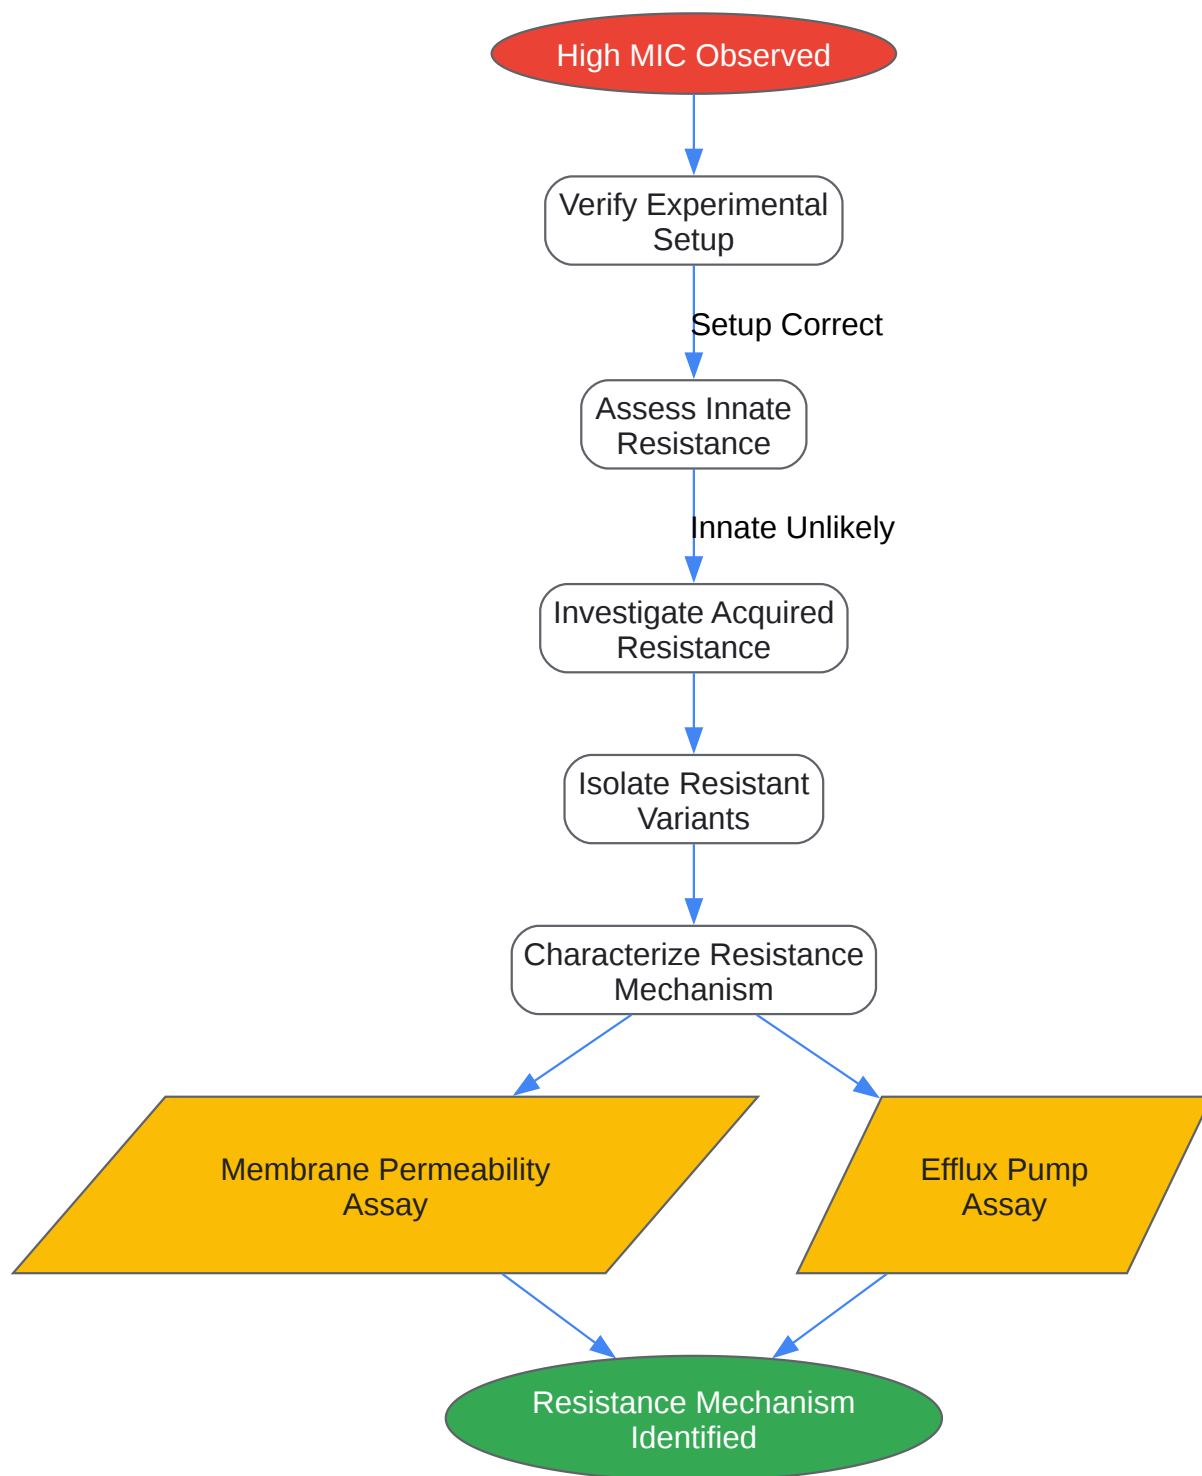 High MIC Observed
Verify Experimental
Setup
Setup Correct
Assess Innate
Resistance
Innate Unlikely
Investigate Acquired
Resistance
Isolate Resistant
Variants
Characterize Resistance
Mechanism
Membrane Permeability
Assay
Efflux Pump
Assay
Resistance Mechanism
Identified